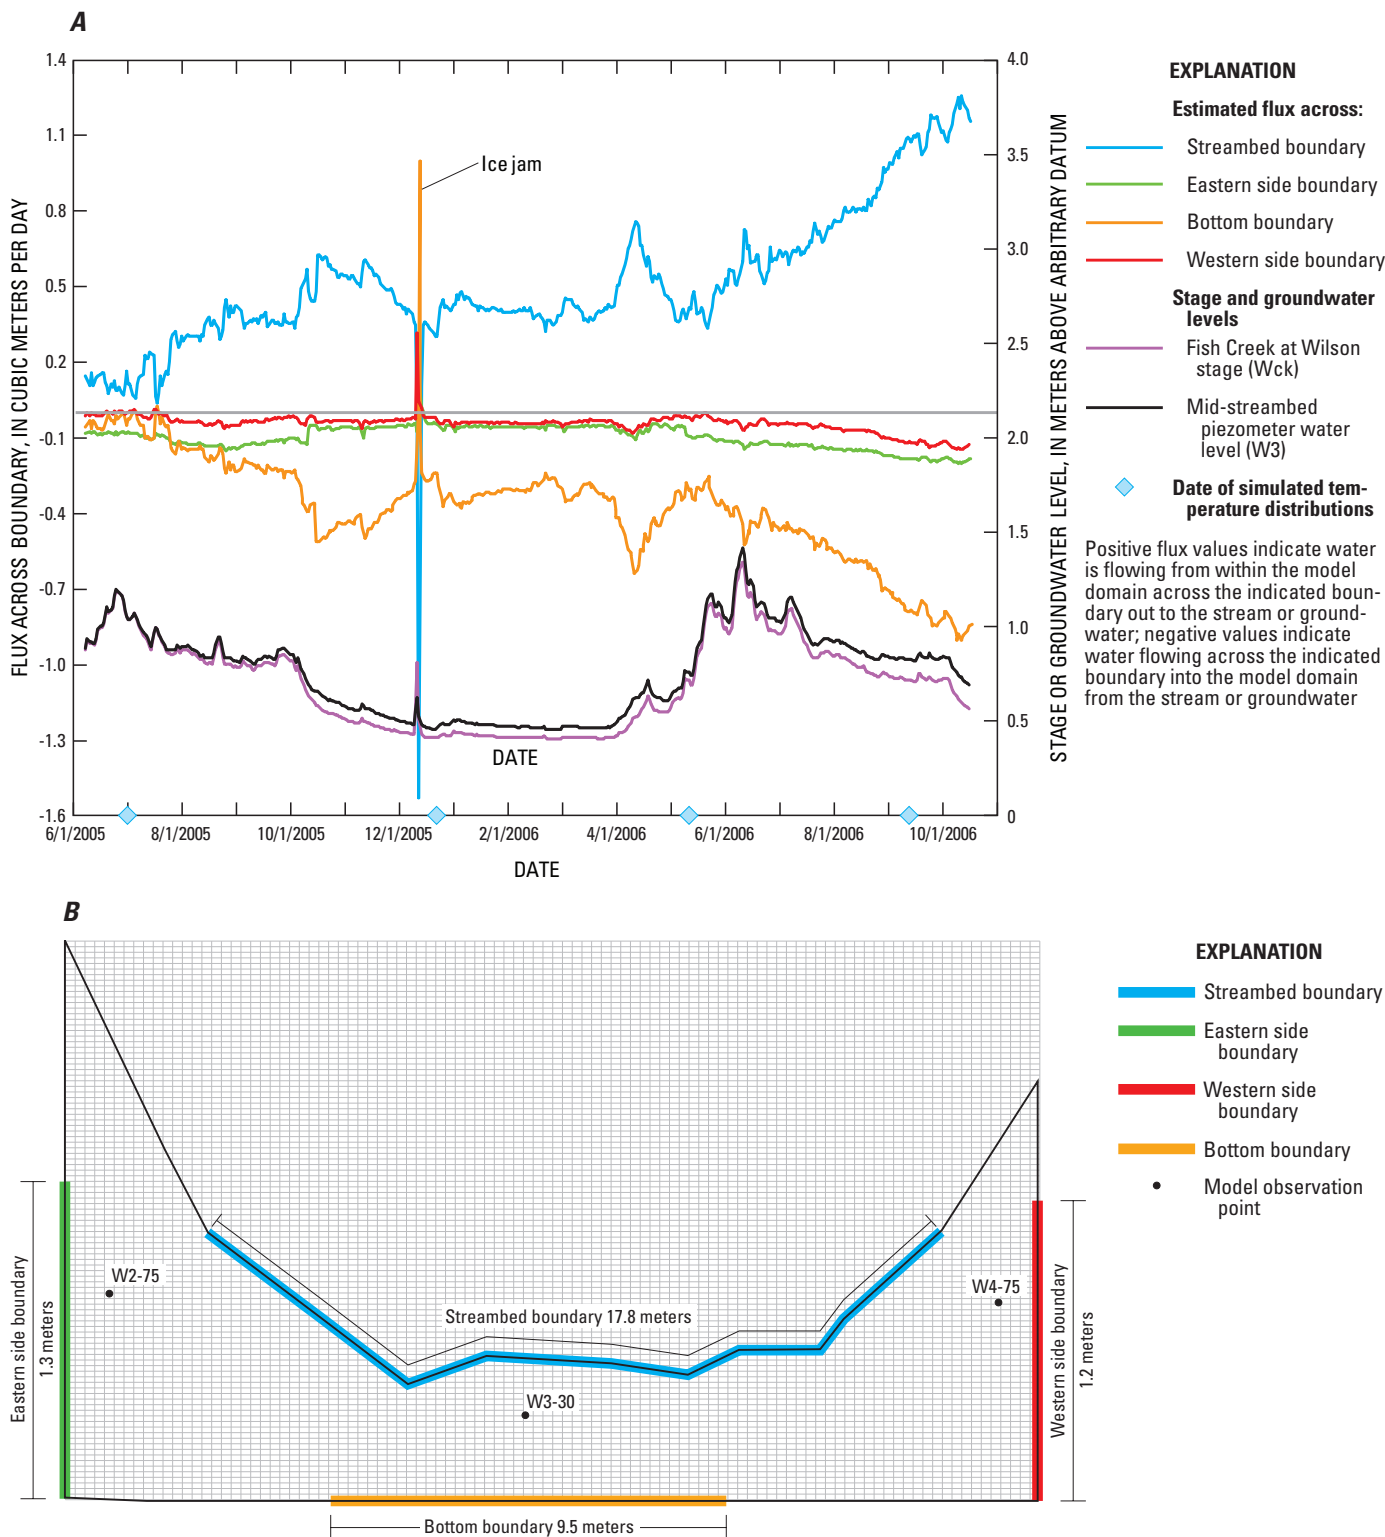 A
FLUX ACROSS BOUNDARY, IN CUBIC METERS PER DAY
1.4
1.1
0.8
0.5
0.2
-0.1
-0.4
-0.7
-1.0
-1.3
-1.6
Ice jam
DATE
4.0
3.5
3.0
2.5
2.0
1.5
1.0
0.5
0
STAGE OR GROUNDWATER LEVEL, IN METERS ABOVE ARBITRARY DATUM
6/1/2005
8/1/2005
10/1/2005
12/1/2005
2/1/2006
4/1/2006
6/1/2006
8/1/2006
10/1/2006
DATE
EXPLANATION
Estimated flux across:
Streambed boundary
Eastern side boundary
Bottom boundary
Western side boundary
Stage and groundwater
levels
Fish Creek at Wilson
stage (Wck)
Mid-streambed
piezometer water
level (W3)
Date of simulated tem-
perature distributions
Positive flux values indicate water
is flowing from within the model
domain across the indicated boun-
dary out to the stream or ground-
water; negative values indicate
water flowing across the indicated
boundary into the model domain
from the stream or groundwater
B
Eastern side boundary
1.3 meters
W2-75
Streambed boundary 17.8 meters
W3-30
W4-75
Western side boundary
1.2 meters
Bottom boundary 9.5 meters
EXPLANATION
Streambed boundary
Eastern side
boundary
Western side
boundary
Bottom boundary
Model observation
point